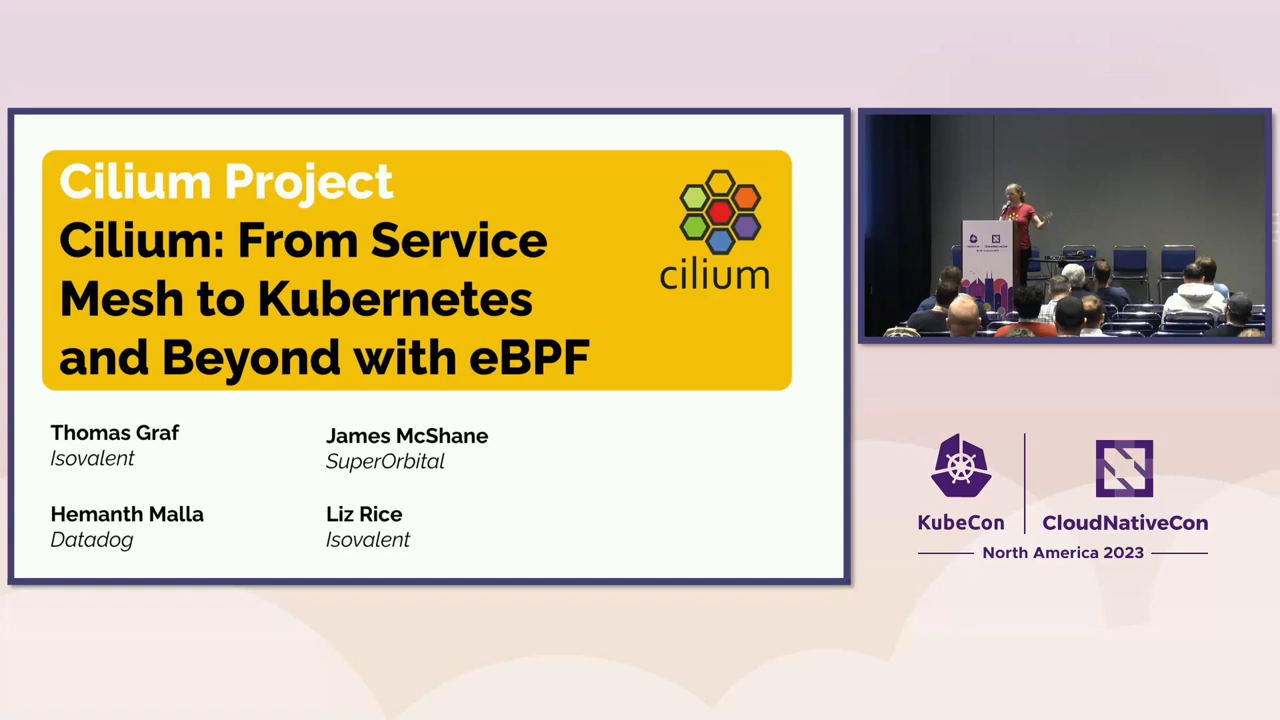 Cilium Project
Cilium: From Service
Mesh to Kubernetes
and Beyond with eBPF
cilium
Thomas Graf
Isovalent
James McShane
SuperOrbital
Hemanth Malla
Datadog
Liz Rice
Isovalent
KubeCon
CloudNativeCon
North America 2023